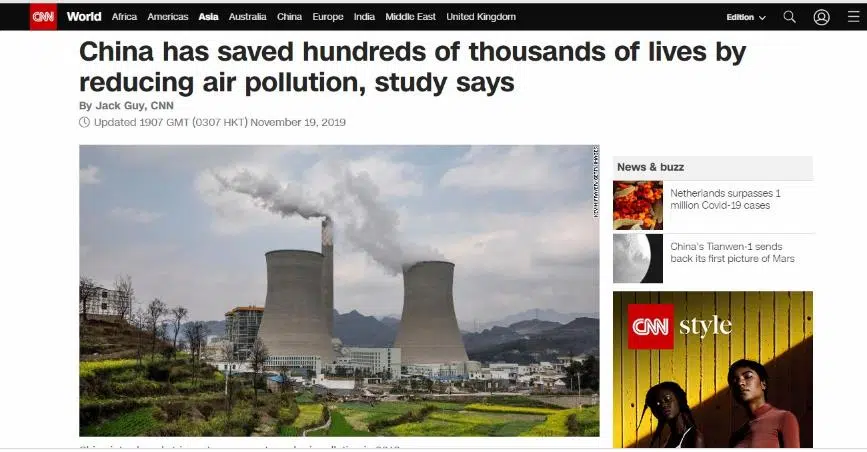 CNN World Africa Americas Asia Australia China Europe India Middle East United Kingdom Edition
China has saved hundreds of thousands of lives by
reducing air pollution, study says
By Jack Guy, CNN
Updated 1907 GMT (0307 HKT) November 19, 2019
News & buzz
Netherlands surpasses 1
million Covid-19 cases
China's Tianwen-1 sends
back its first picture of Mars
CNN style